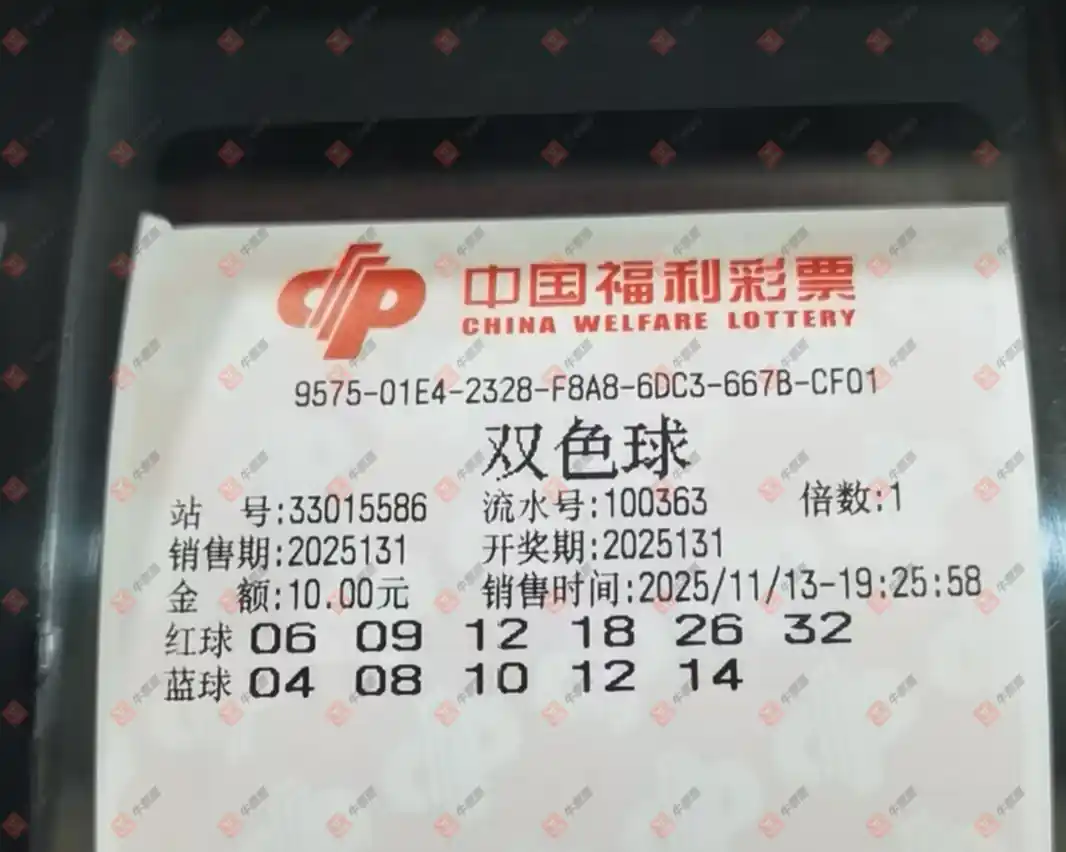 中国福利彩票
CHINA WELFARE LOTTERY
9575-01E4-2328-F8A8-6DC3-667B-CF01
双色球
站 号:33015586 流水号:100363 倍数:1
销售期:2025131 开奖期:2025131
金 额:10.00元 销售时间:2025/11/13-19:25:58
红球 06 09 12 18 26 32
蓝球 04 08 10 12 14